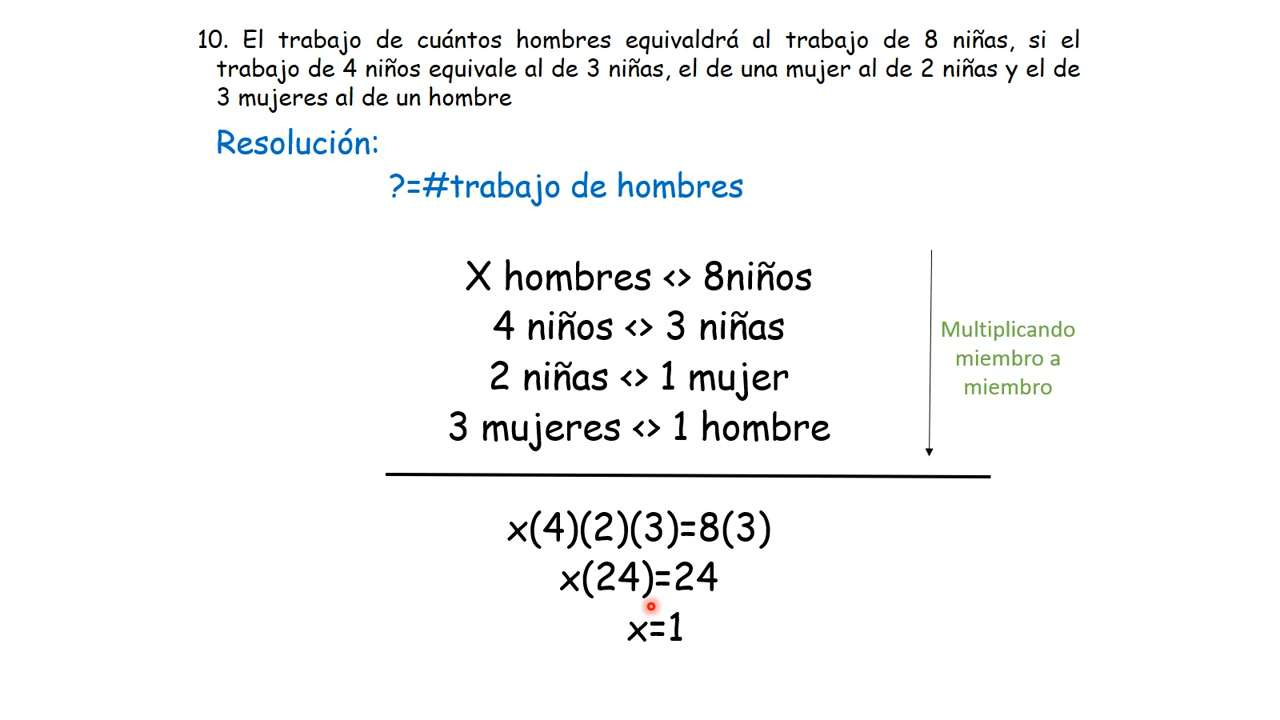 10. El trabajo de cuántos hombres equivaldrá al trabajo de 8 niñas, si el
trabajo de 4 niños equivale al de 3 niñas, el de una mujer al de 2 niñas y el de
3 mujeres al de un hombre
Resolución:
?=#trabajo de hombres
X hombres <> 8niños
4 niños <> 3 niñas
2 niñas <> 1 mujer
3 mujeres <> 1 hombre
Multiplicando
miembro a
miembro
x(4)(2)(3)=8(3)
x(24)=24
x=1